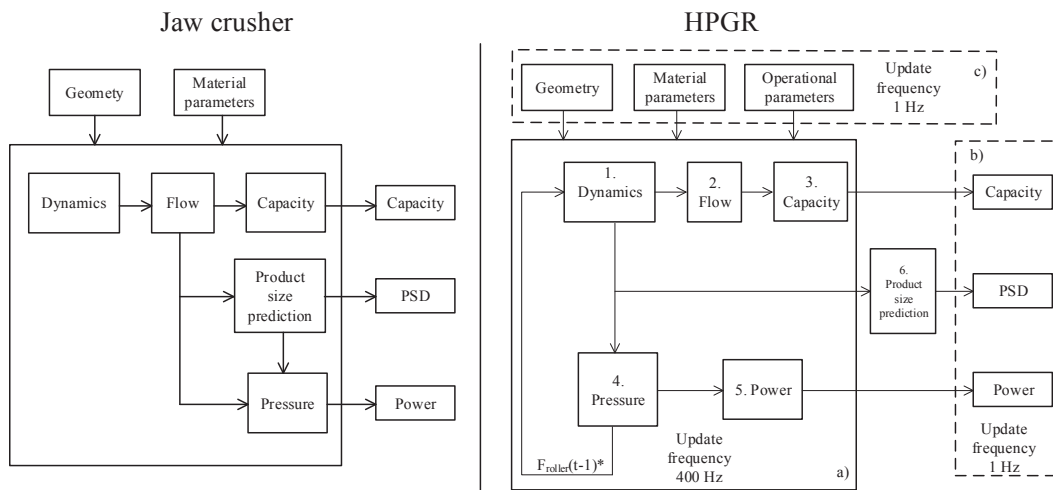 Jaw crusher
Geomety
Material
parameters
Dynamics
Flow
Capacity
Capacity
Product
size
prediction
PSD
Pressure
Power
HPGR
Geometry
Material
parameters
Operational
parameters
Update
frequency
1 Hz
c)
1.
Dynamics
2.
Flow
3.
Capacity
b)
Capacity
6.
Product
size
prediction
PSD
4.
Pressure
5. Power
Power
F_roller(t-1)*
Update
frequency
400 Hz
a)
Update
frequency
1 Hz